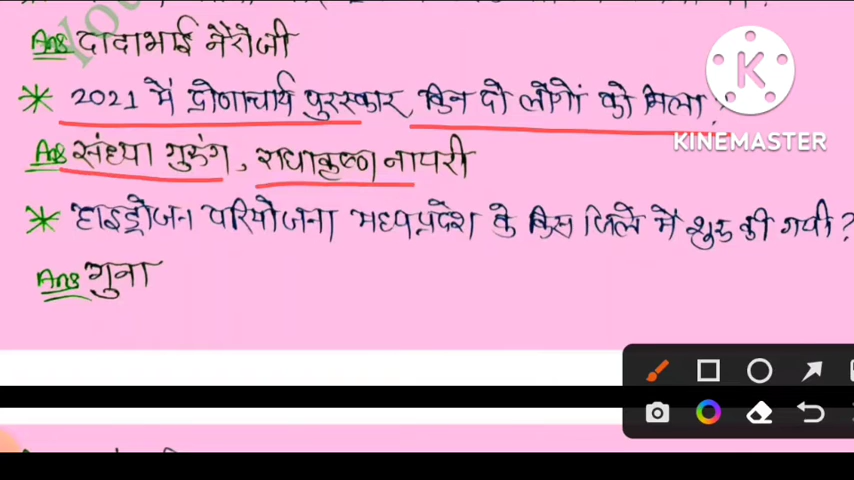 Ans दादाभाई नैरोजी
* 2021 में द्रोणाचार्य पुरस्कार, किन दो लोगों को मिला?
Ans संध्या गुरुंग, राधाकृष्ण नायरी
* हाइड्रोजन परियोजना मध्यप्रदेश के किस जिले में शुरू की गयी?
Ans गुना
KINEMASTER